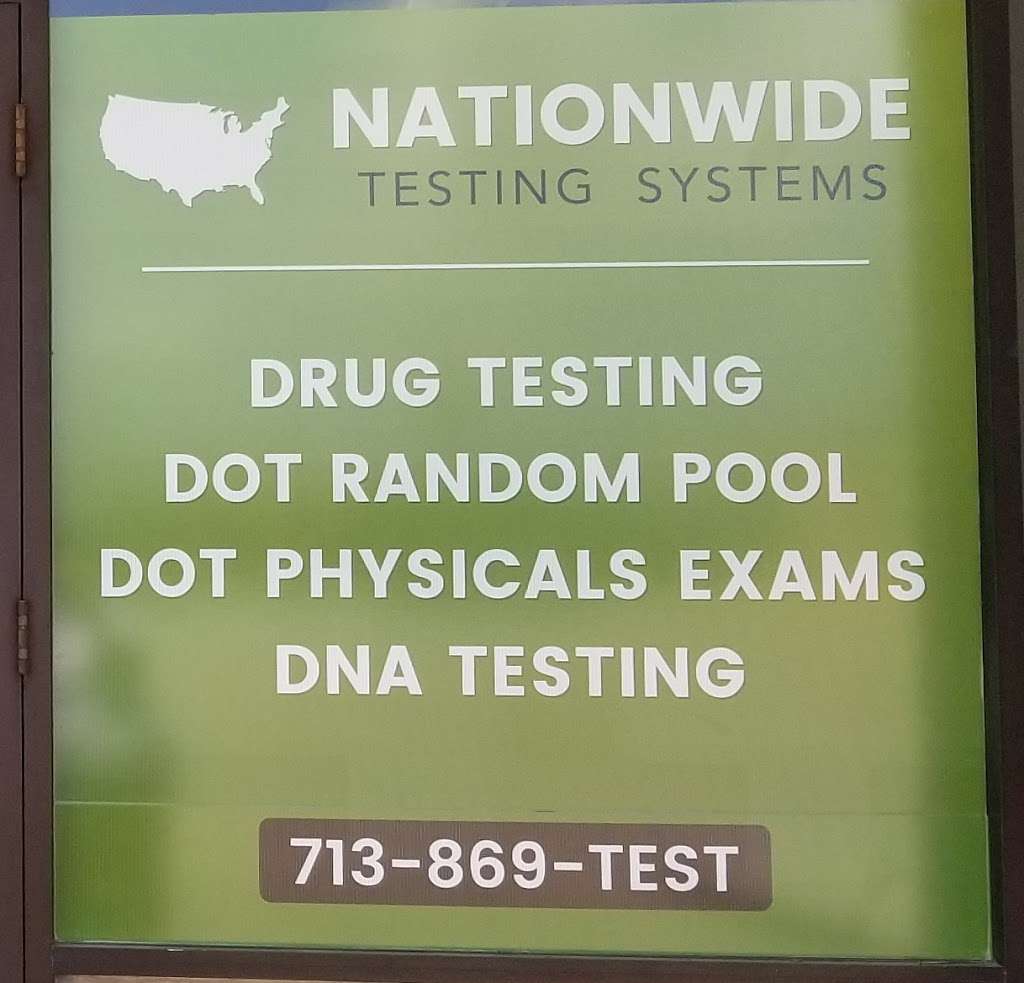 NATIONWIDE
TESTING SYSTEMS
DRUG TESTING
DOT RANDOM POOL
DOT PHYSICALS EXAMS
DNA TESTING
713-869-TEST